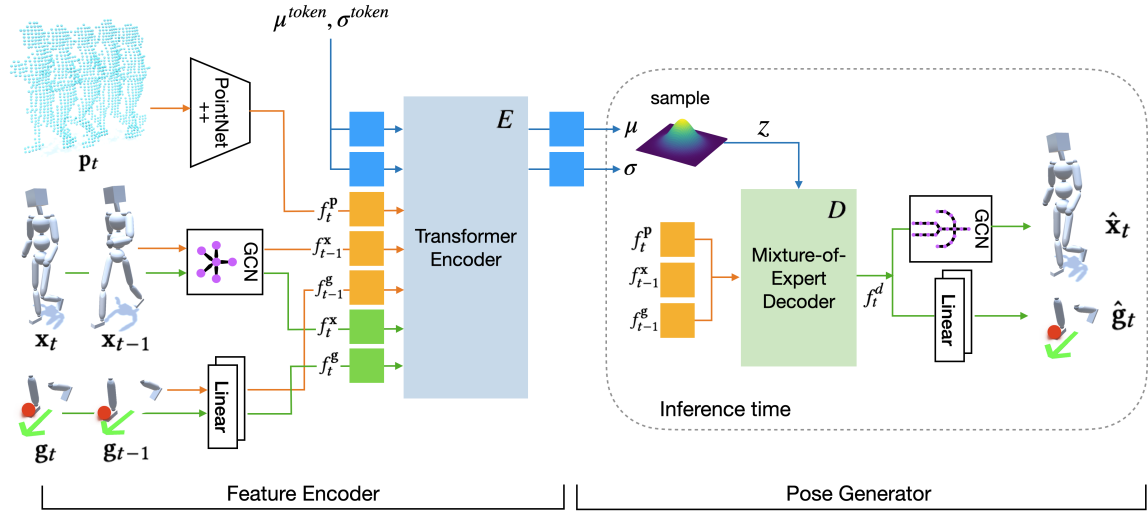 μ^token, σ^token
PointNet
++
p_t
E
sample
μ
σ
z
f_t^p
f_{t-1}^x
f_{t-1}^g
f_t^x
f_t^g
GCN
Transformer
Encoder
x_t
x_{t-1}
Linear
g_t
g_{t-1}
f_t^p
f_{t-1}^x
f_{t-1}^g
D
Mixture-of-
Expert
Decoder
f_t^d
GCN
x̂_t
Linear
ĝ_t
Inference time
Feature Encoder
Pose Generator